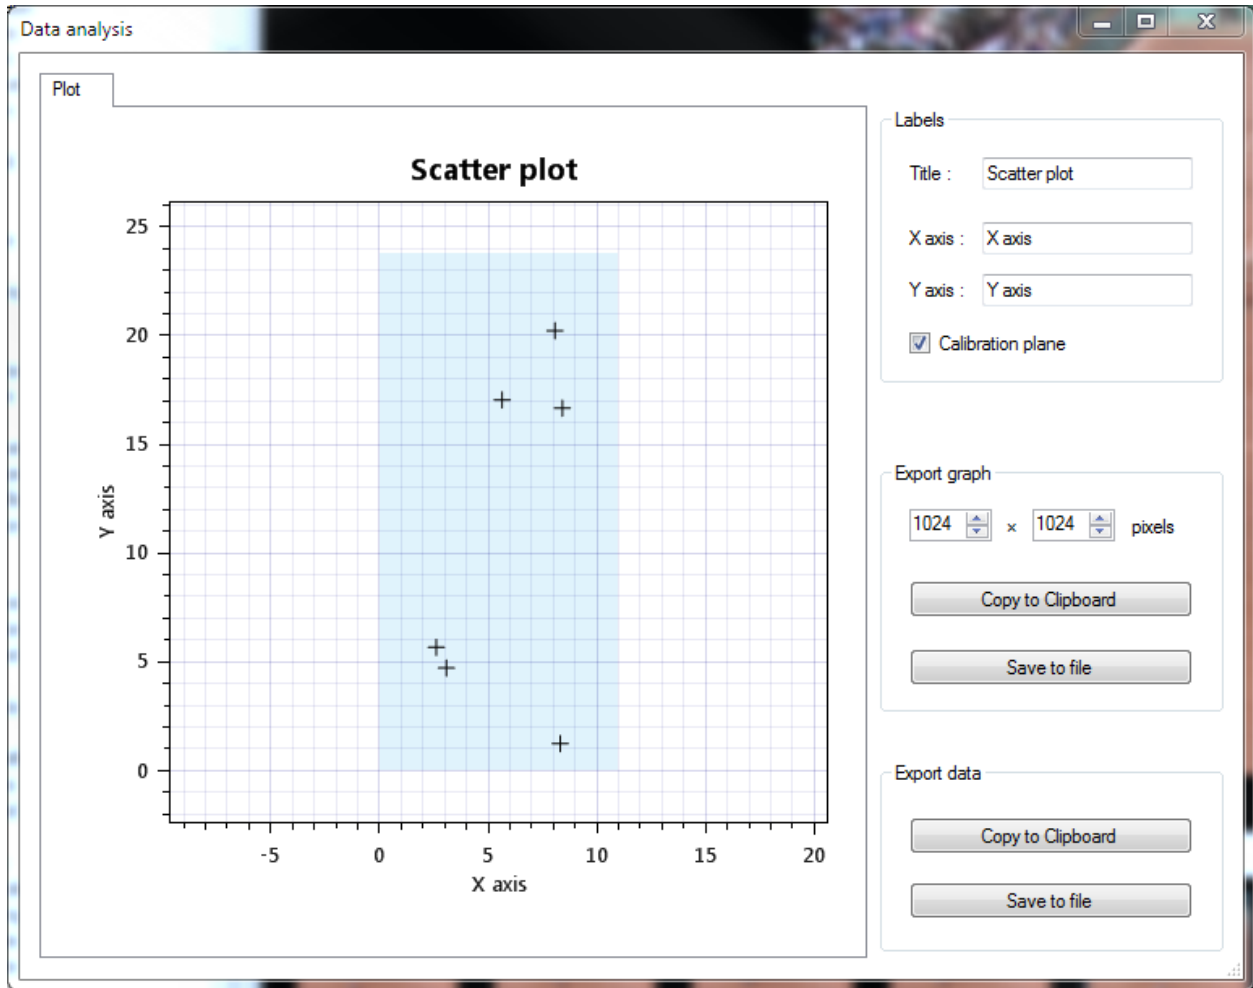 Data analysis
Plot
Scatter plot
25
20
15
10
5
0
Y axis
-5 0 5 10 15 20
X axis
Labels
Title : Scatter plot
X axis : X axis
Y axis : Y axis
Calibration plane
Export graph
1024 × 1024 pixels
Copy to Clipboard
Save to file
Export data
Copy to Clipboard
Save to file